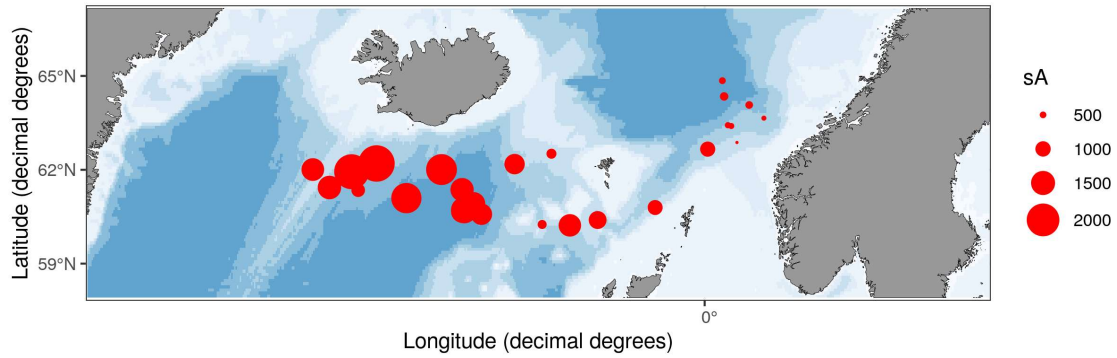 Latitude (decimal degrees)
65°N
62°N
59°N
0°
Longitude (decimal degrees)
sA
500
1000
1500
2000